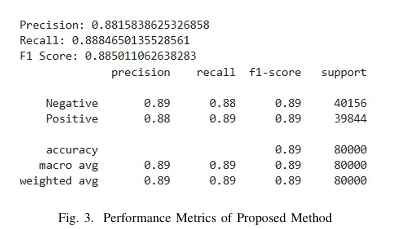 Precision: 0.8815838625326858
Recall: 0.8884650135528561
F1 Score: 0.885011062638283
precision recall f1-score support
Negative 0.89 0.88 0.89 40156
Positive 0.88 0.89 0.89 39844
accuracy 0.89 80000
macro avg 0.89 0.89 0.89 80000
weighted avg 0.89 0.89 0.89 80000
Fig. 3. Performance Metrics of Proposed Method